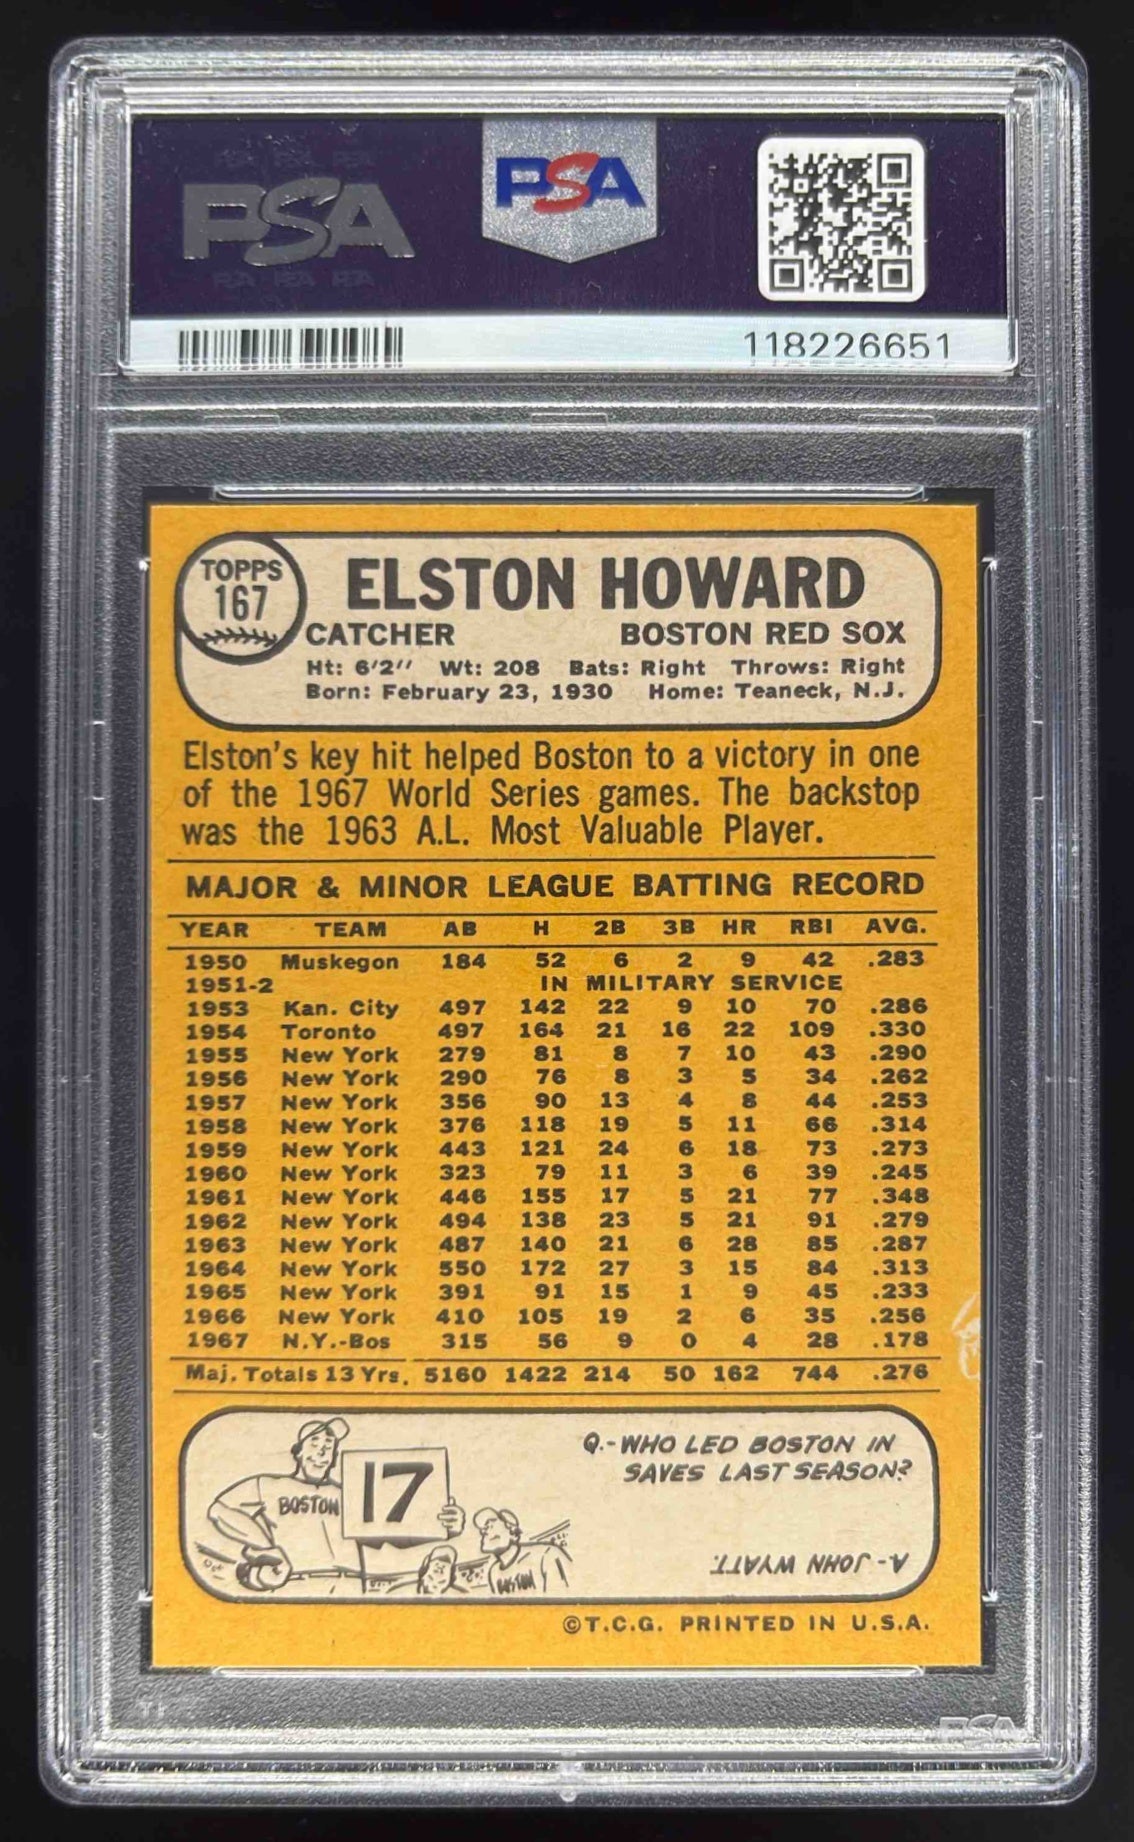 PSA
PSA
118226651
TOPPS
167
ELSTON HOWARD
CATCHER BOSTON RED SOX
Ht: 6'2" Wt: 208 Bats: Right Throws: Right
Born: February 23, 1930 Home: Teaneck, N.J.
Elston's key hit helped Boston to a victory in one
of the 1967 World Series games. The backstop
was the 1963 A.L. Most Valuable Player.
MAJOR & MINOR LEAGUE BATTING RECORD
YEAR TEAM AB H 2B 3B HR RBI AVG.
1950 Muskegon 184 52 6 2 9 42 .283
1951-2 IN MILITARY SERVICE
1953 Kan. City 497 142 22 9 10 70 .286
1954 Toronto 497 164 21 16 22 109 .330
1955 New York 279 81 8 7 10 43 .290
1956 New York 290 76 8 3 5 34 .262
1957 New York 356 90 13 4 8 44 .253
1958 New York 376 118 19 5 11 66 .314
1959 New York 443 121 24 6 18 73 .273
1960 New York 323 79 11 3 6 39 .245
1961 New York 446 155 17 5 21 77 .348
1962 New York 494 138 23 5 21 91 .279
1963 New York 487 140 21 6 28 85 .287
1964 New York 550 172 27 3 15 84 .313
1965 New York 391 91 15 1 9 45 .233
1966 New York 410 105 19 2 6 35 .256
1967 N.Y.-Bos 315 56 9 0 4 28 .178
Maj. Totals 13 Yrs. 5160 1422 214 50 162 744 .276
Q.-WHO LED BOSTON IN
SAVES LAST SEASON?
BOSTON
17
BOSTON
A.-JOHN WYATT.
©T.C.G. PRINTED IN U.S.A.
PSA